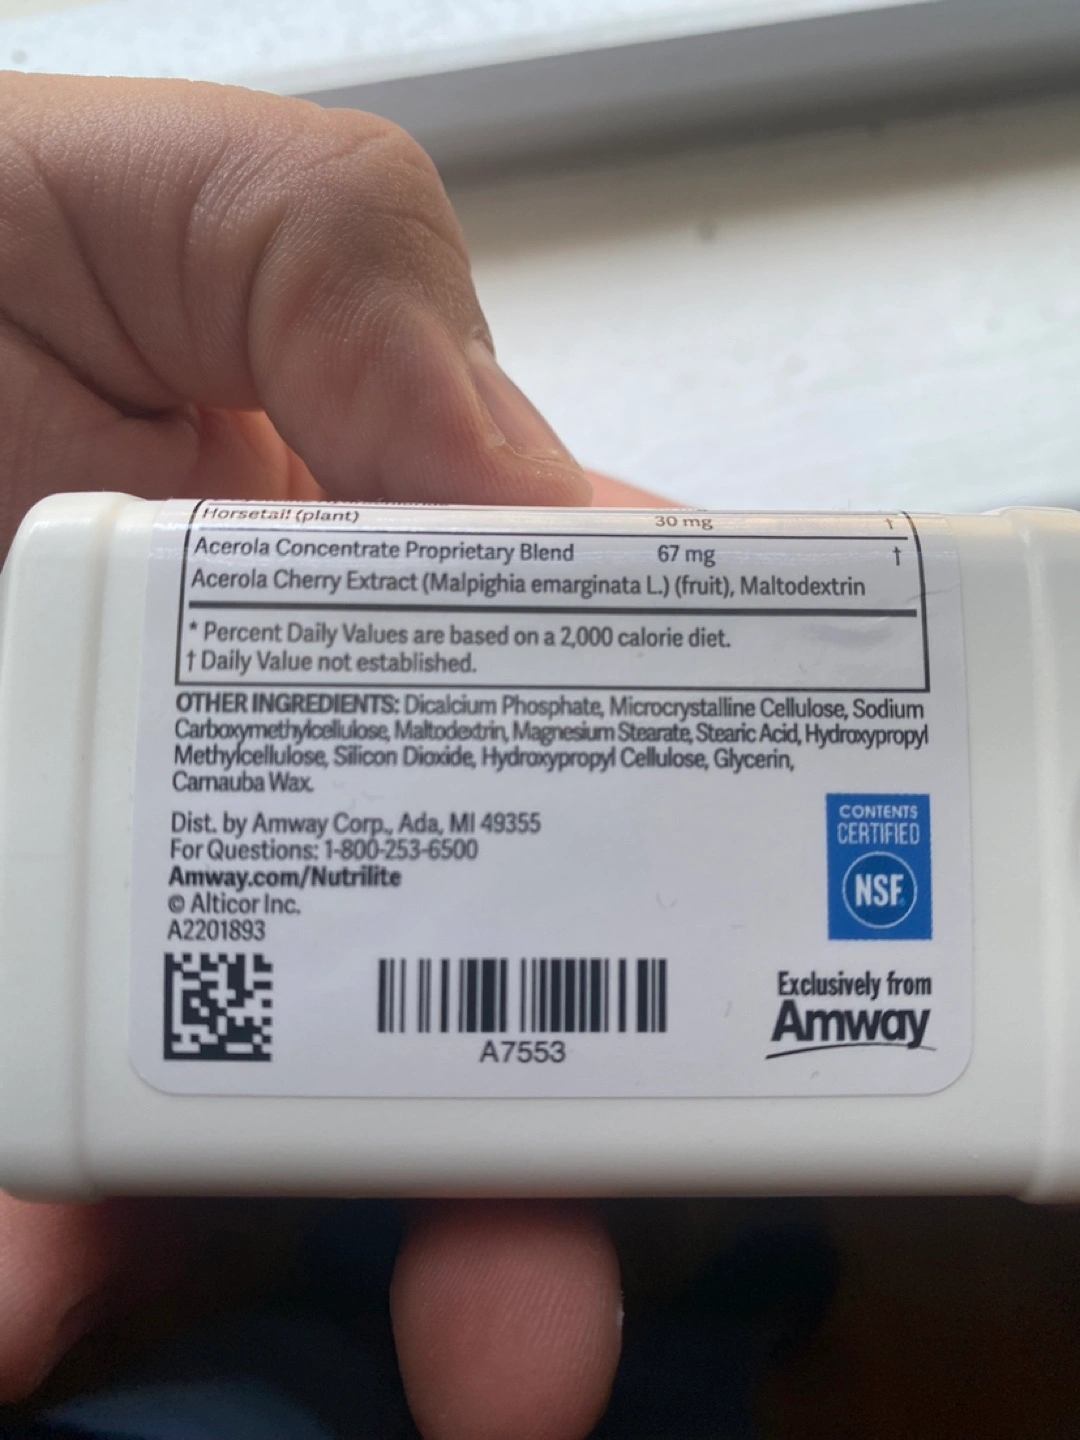 Horsetail (plant) 30 mg †
Acerola Concentrate Proprietary Blend 67 mg †
Acerola Cherry Extract (Malpighia emarginata L.) (fruit), Maltodextrin
* Percent Daily Values are based on a 2,000 calorie diet.
† Daily Value not established.
OTHER INGREDIENTS: Dicalcium Phosphate, Microcrystalline Cellulose, Sodium
Carboxymethylcellulose, Maltodextrin, Magnesium Stearate, Stearic Acid, Hydroxypropyl
Methylcellulose, Silicon Dioxide, Hydroxypropyl Cellulose, Glycerin,
Carnauba Wax.
Dist. by Amway Corp., Ada, MI 49355
For Questions: 1-800-253-6500
Amway.com/Nutrilite
© Alticor Inc.
A2201893
CONTENTS
CERTIFIED
NSF.
A7553
Exclusively from
Amway